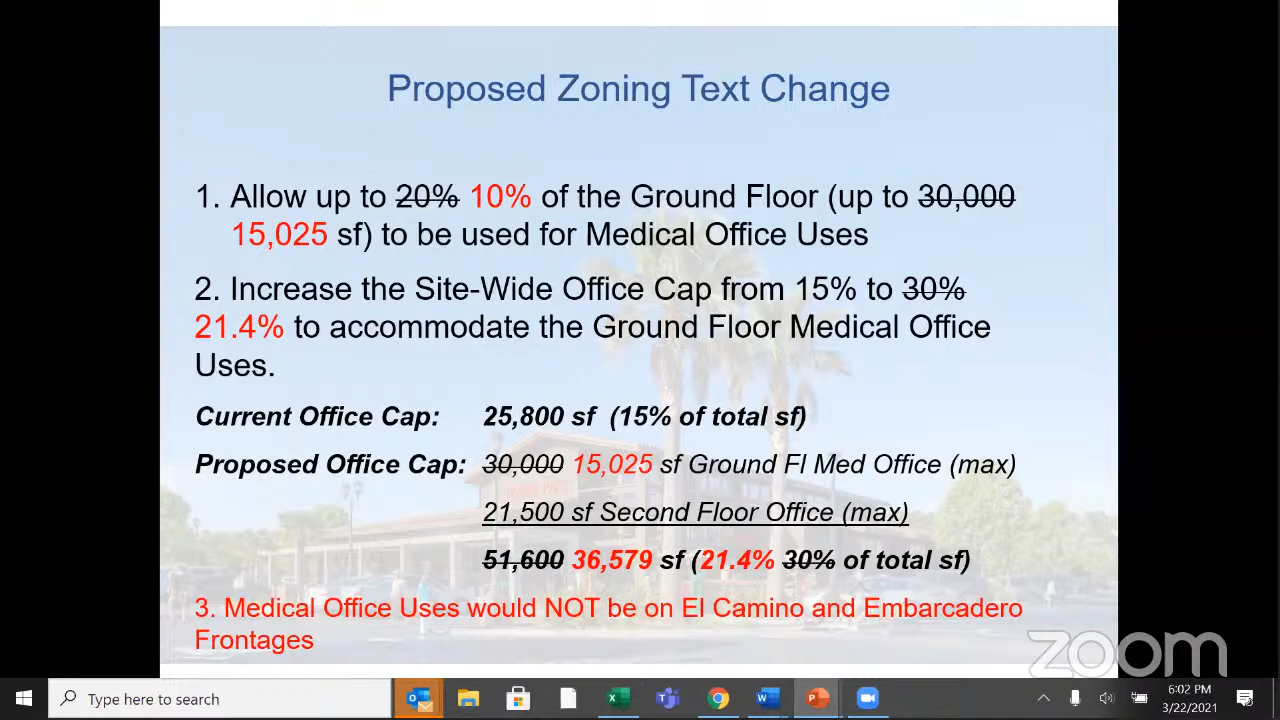 Proposed Zoning Text Change
1. Allow up to 20% 10% of the Ground Floor (up to 30,000
15,025 sf) to be used for Medical Office Uses
2. Increase the Site-Wide Office Cap from 15% to 30%
21.4% to accommodate the Ground Floor Medical Office
Uses.
Current Office Cap: 25,800 sf (15% of total sf)
Proposed Office Cap: 30,000 15,025 sf Ground Fl Med Office (max)
21,500 sf Second Floor Office (max)
51,600 36,579 sf (21.4% 30% of total sf)
3. Medical Office Uses would NOT be on El Camino and Embarcadero
Frontages
zoom
Type here to search
6:02 PM
3/22/2021